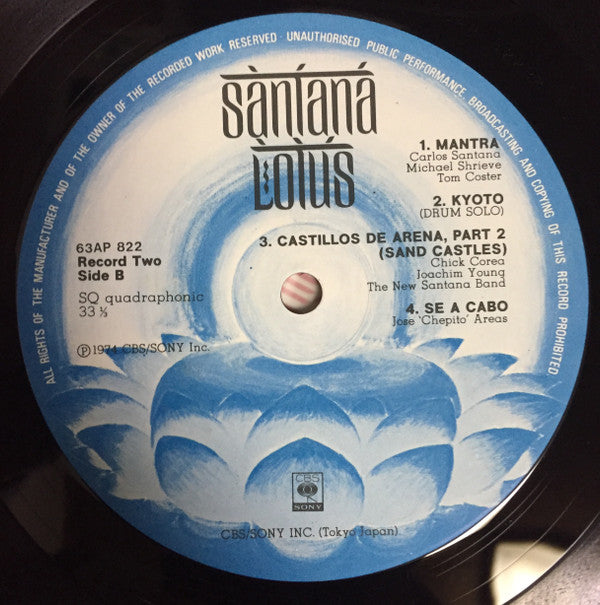 ALL RIGHTS OF THE MANUFACTURER AND OF THE OWNER OF THE RECORDED WORK RESERVED · UNAUTHORISED PUBLIC PERFORMANCE, BROADCASTING AND COPYING OF THIS RECORD PROHIBITED
Santana
Lotus
1. MANTRA
Carlos Santana
Michael Shrieve
Tom Coster
2. KYOTO
(DRUM SOLO)
3. CASTILLOS DE ARENA, PART 2
(SAND CASTLES)
Chick Corea
Joachim Young
The New Santana Band
4. SE A CABO
Jose 'Chepito' Areas
63AP 822
Record Two
Side B
SQ quadraphonic
33 ⅓
Ⓟ1974 CBS/SONY Inc.
CBS
SONY
CBS/SONY INC. (Tokyo Japan)